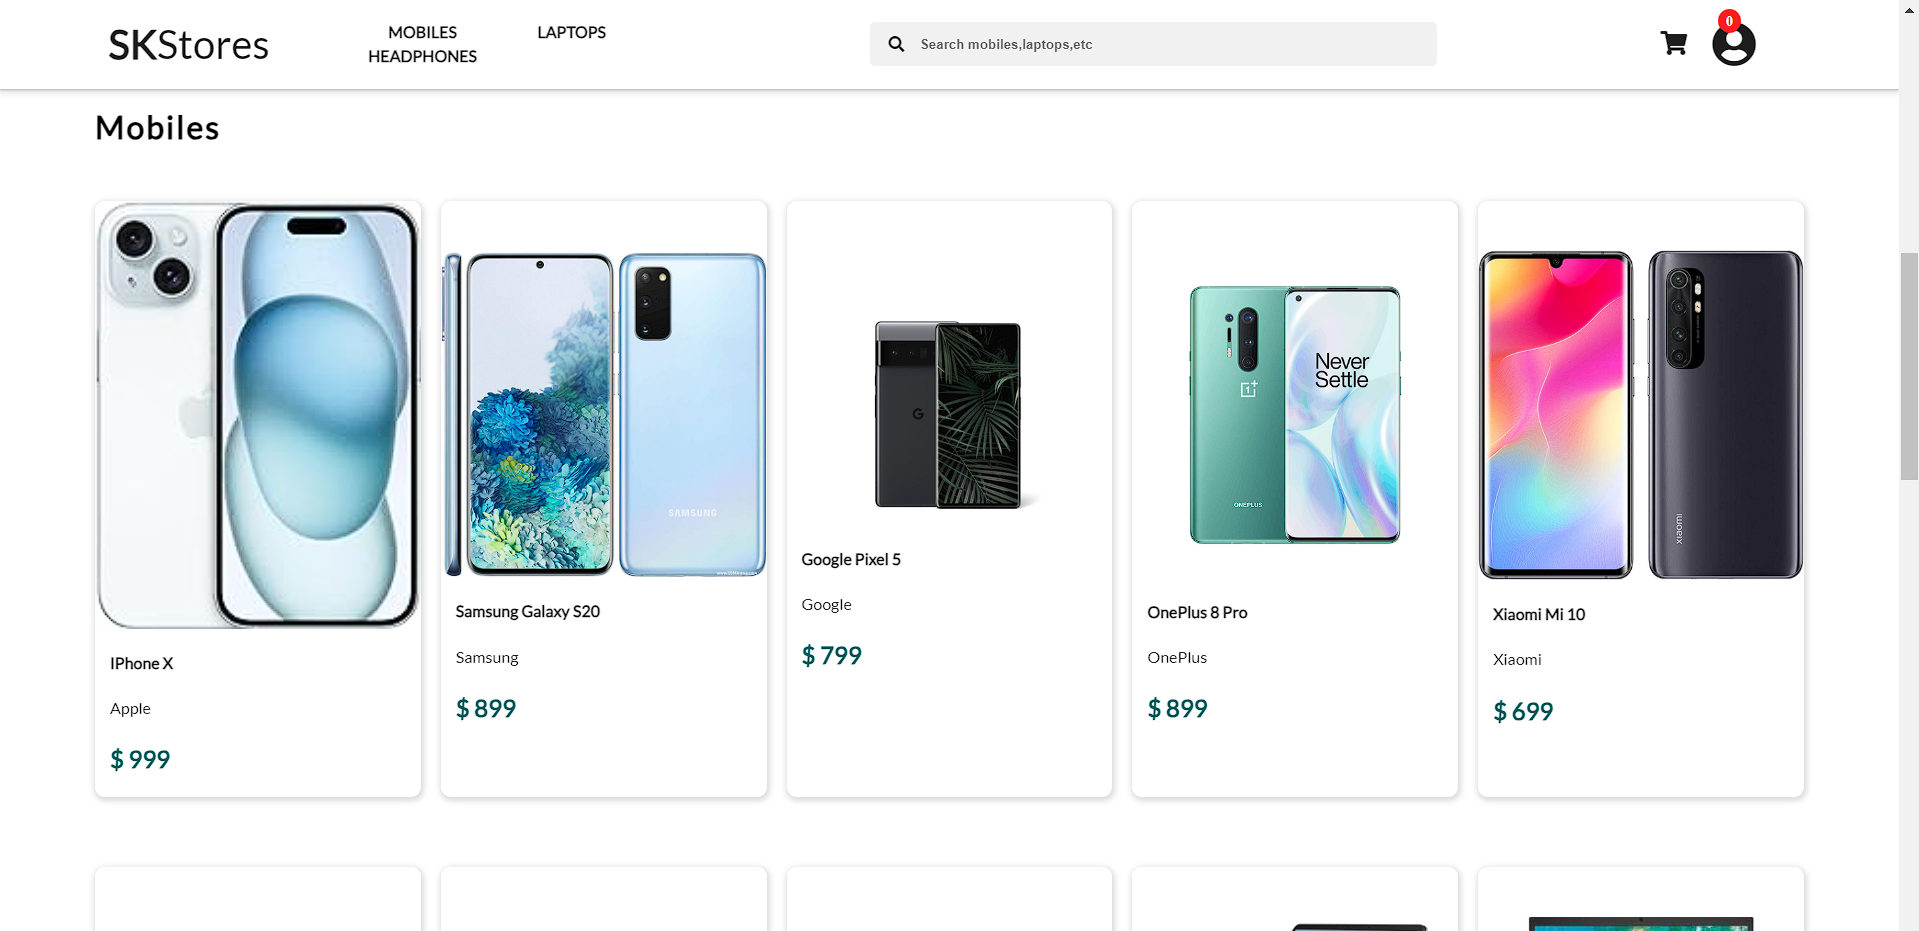 SKStores
MOBILES
LAPTOPS
HEADPHONES
Search mobiles,laptops,etc
0
Mobiles
SAMSUNG
G
Never
Settle
1
ONEPLUS
xiaomi
IPhone X
Apple
$ 999
Samsung Galaxy S20
Samsung
$ 899
Google Pixel 5
Google
$ 799
OnePlus 8 Pro
OnePlus
$ 899
Xiaomi Mi 10
Xiaomi
$ 699